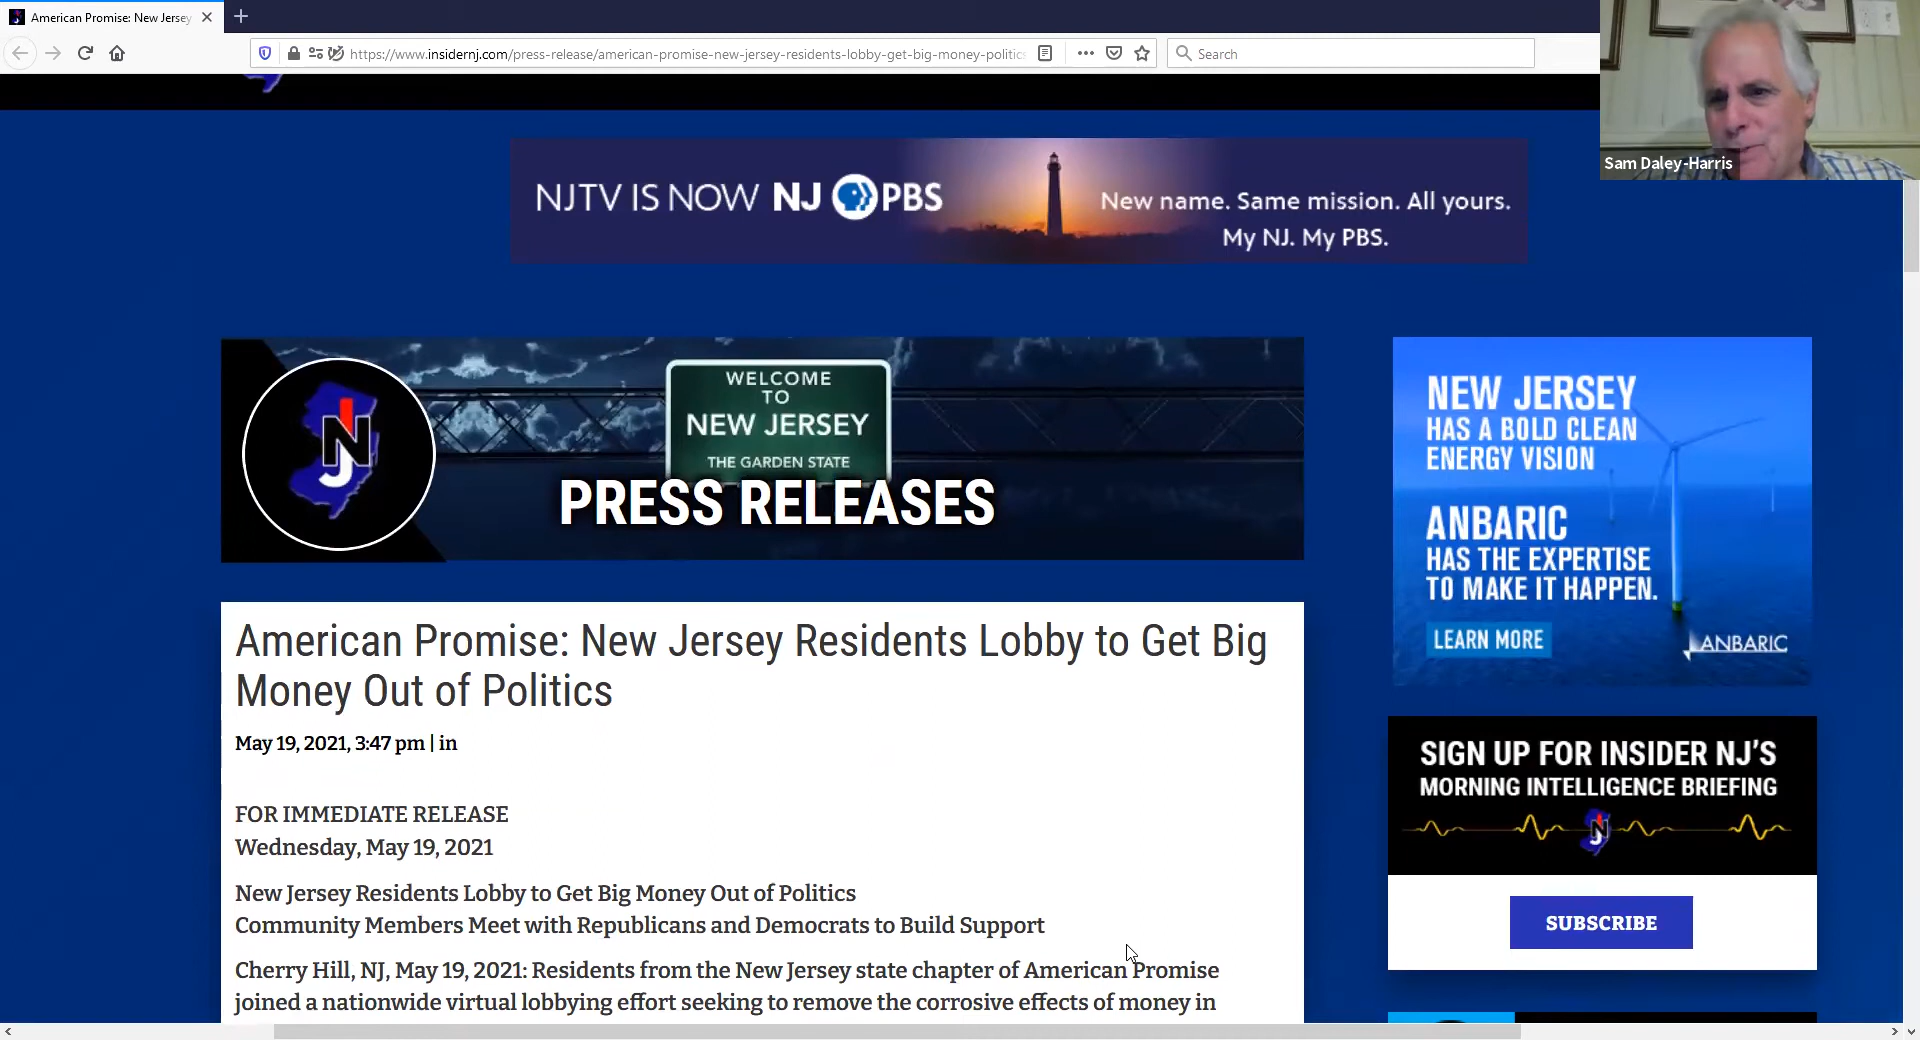 American Promise: New Jersey
https://www.insidernj.com/press-release/american-promise-new-jersey-residents-lobby-get-big-money-politics
Search
Sam Daley-Harris
NJTV IS NOW NJ PBS
New name. Same mission. All yours.
My NJ. My PBS.
NJ
WELCOME
TO
NEW JERSEY
THE GARDEN STATE
PRESS RELEASES
NEW JERSEY
HAS A BOLD CLEAN
ENERGY VISION
ANBARIC
HAS THE EXPERTISE
TO MAKE IT HAPPEN.
LEARN MORE
ANBARIC
American Promise: New Jersey Residents Lobby to Get Big
Money Out of Politics
May 19, 2021, 3:47 pm | in
FOR IMMEDIATE RELEASE
Wednesday, May 19, 2021
New Jersey Residents Lobby to Get Big Money Out of Politics
Community Members Meet with Republicans and Democrats to Build Support
Cherry Hill, NJ, May 19, 2021: Residents from the New Jersey state chapter of American Promise
joined a nationwide virtual lobbying effort seeking to remove the corrosive effects of money in
SIGN UP FOR INSIDER NJ'S
MORNING INTELLIGENCE BRIEFING
NJ
SUBSCRIBE